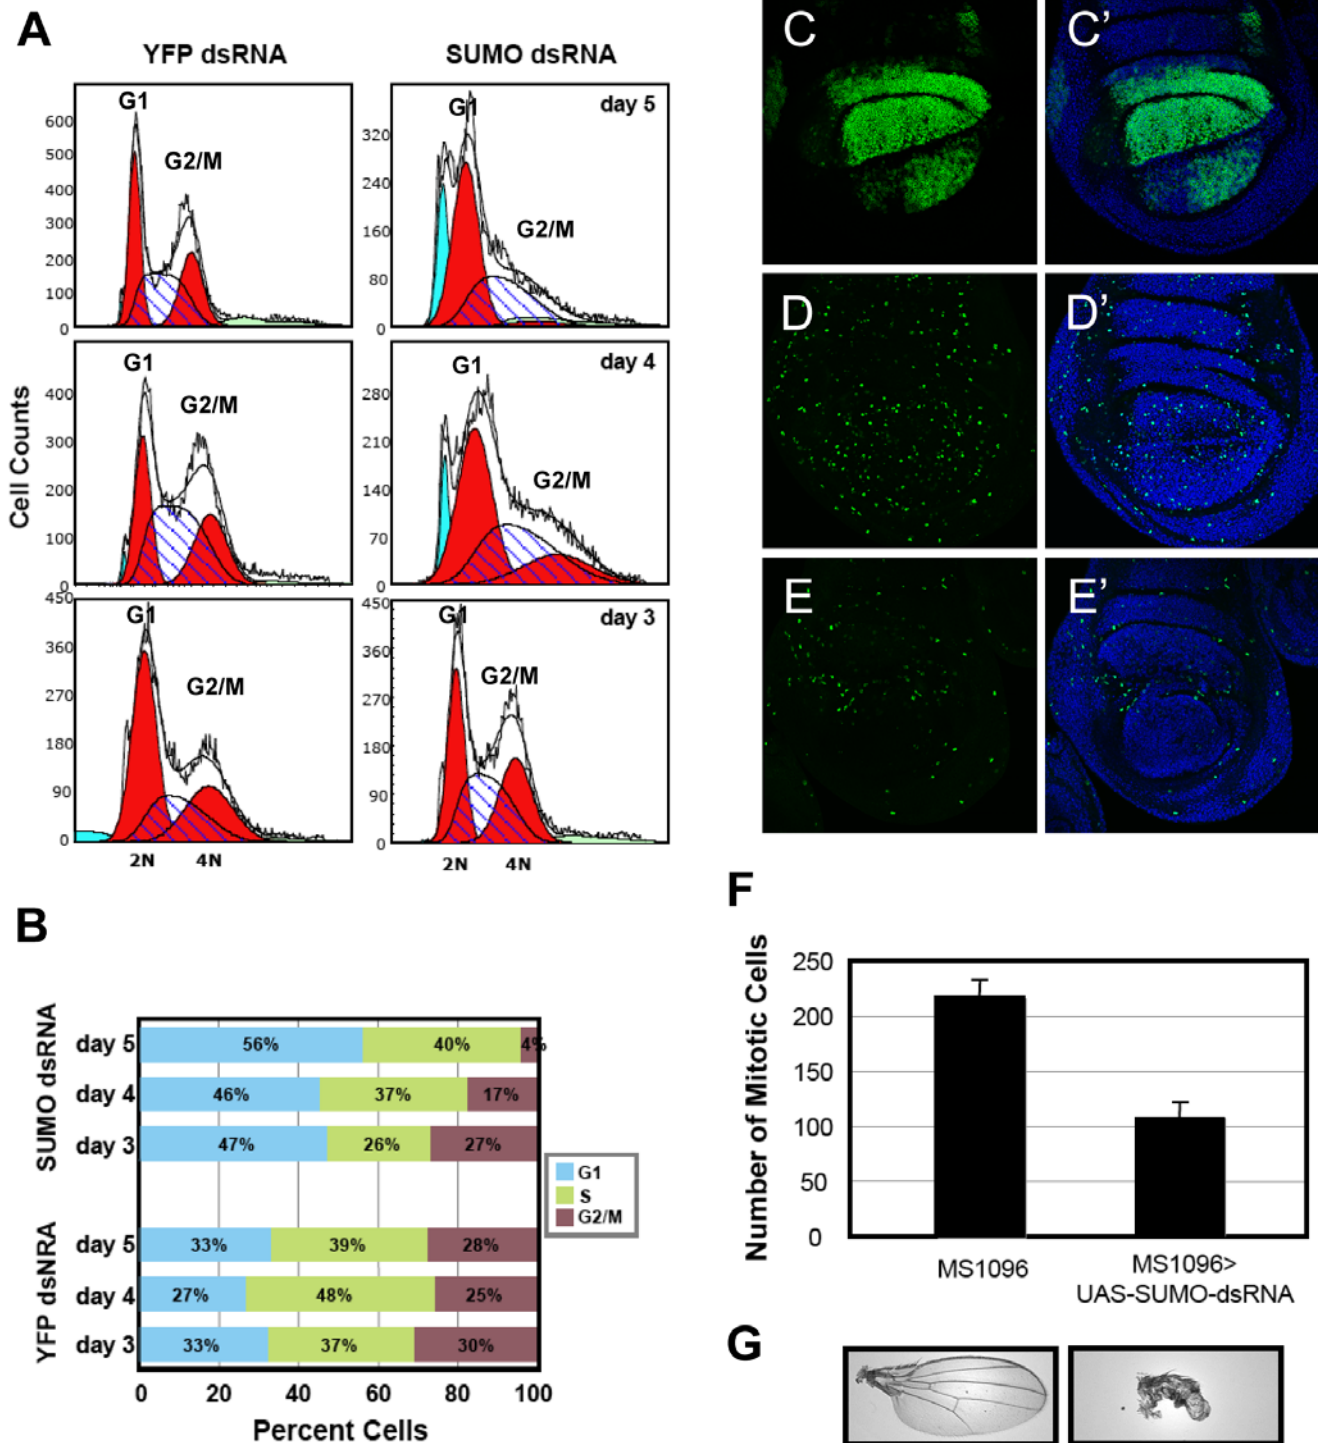 A
YFP dsRNA
SUMO dsRNA
G1
G2/M
600
500
400
300
200
100
0
G1
day 5
G2/M
320
240
160
80
0
Cell Counts
G1
G2/M
400
300
200
100
0
G1
day 4
G2/M
280
210
140
70
0
G1
G2/M
450
360
270
180
90
0
2N 4N
G1
day 3
G2/M
450
360
270
180
90
0
2N 4N
B
SUMO dsRNA
day 5 56% 40% 4%
day 4 46% 37% 17%
day 3 47% 26% 27%
YFP dsNRA
day 5 33% 39% 28%
day 4 27% 48% 25%
day 3 33% 37% 30%
0 20 40 60 80 100
Percent Cells
G1
S
G2/M
C
C'
D
D'
E
E'
F
Number of Mitotic Cells
250
200
150
100
50
0
MS1096
MS1096>
UAS-SUMO-dsRNA
G